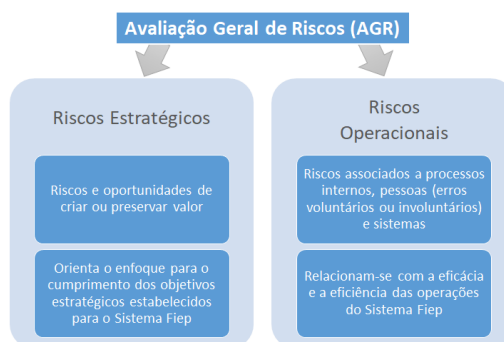 Avaliação Geral de Riscos (AGR)
Riscos Estratégicos
Riscos e oportunidades de
criar ou preservar valor
Orienta o enfoque para o
cumprimento dos objetivos
estratégicos estabelecidos
para o Sistema Fiep
Riscos
Operacionais
Riscos associados a processos
internos, pessoas (erros
voluntários ou involuntários)
e sistemas
Relacionam-se com a eficácia
e a eficiência das operações
do Sistema Fiep